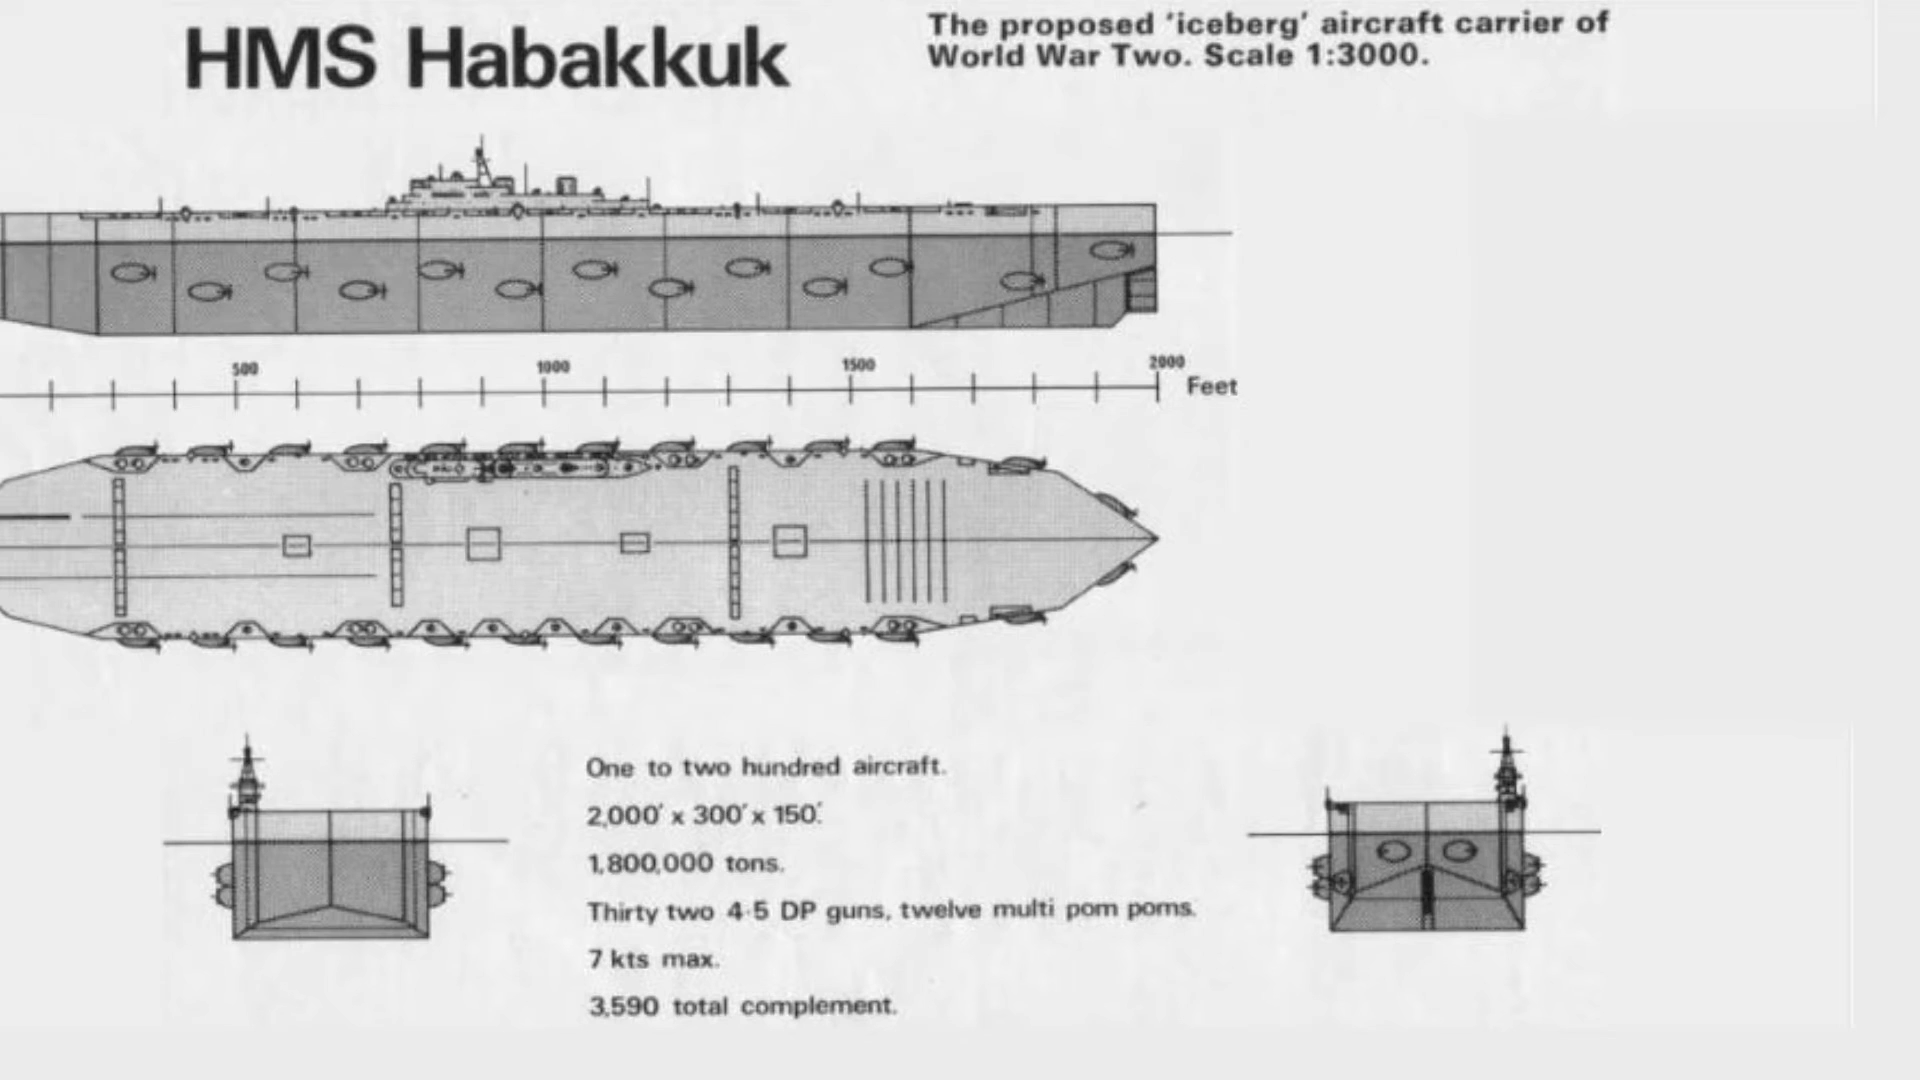 HMS Habakkuk
The proposed 'iceberg' aircraft carrier of
World War Two. Scale 1:3000.
500 1000 1500 2000
Feet
One to two hundred aircraft.
2,000' x 300' x 150'.
1,800,000 tons.
Thirty two 4·5 DP guns, twelve multi pom poms.
7 kts max.
3,590 total complement.